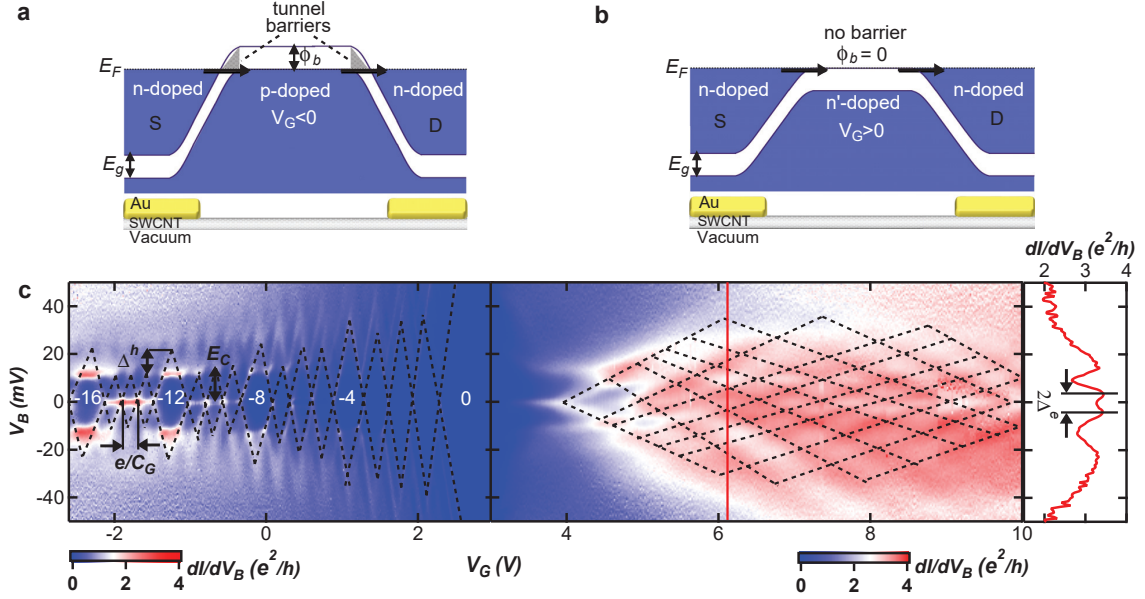 a
tunnel
barriers
ϕb
EF
n-doped
p-doped
n-doped
S
VG<0
D
Eg
Au
SWCNT
Vacuum
b
no barrier
ϕb = 0
EF
n-doped
n'-doped
n-doped
S
VG>0
D
Eg
Au
SWCNT
Vacuum
c
VB (mV)
40
20
0
-20
-40
Δh
EC
-16
-12
-8
-4
0
e/CG
-2
0
2
4
6
8
10
VG (V)
dI/dVB (e2/h)
0
2
4
dI/dVB (e2/h)
0
2
4
dI/dVB (e2/h)
2
3
4
2Δe